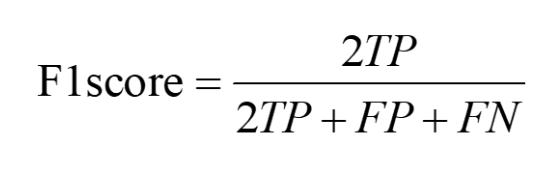 F1score = 2TP / 2TP + FP + FN